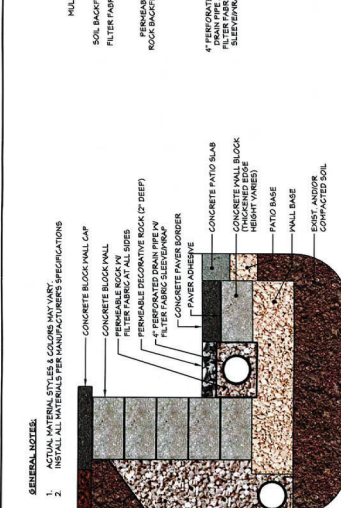 GENERAL NOTES:
1. ACTUAL MATERIAL STYLES & COLORS MAY VARY.
2. INSTALL ALL MATERIALS PER MANUFACTURER'S SPECIFICATIONS
CONCRETE BLOCK WALL CAP
CONCRETE BLOCK WALL
PERMEABLE ROCK W/
FILTER FABRIC AT ALL SIDES
PERMEABLE DECORATIVE ROCK (2" DEEP)
4" PERFORATED DRAIN PIPE W/
FILTER FABRIC SLEEVE/WRAP
CONCRETE PAVER BORDER
PAVER ADHESIVE
CONCRETE PATIO SLAB
CONCRETE WALL BLOCK
(THICKENED EDGE
HEIGHT VARIES)
PATIO BASE
WALL BASE
EXIST. AND/OR
COMPACTED SOIL
MUL
SOIL BACKF
FILTER FABR
PERMEAB
ROCK BACKF
4" PERFORATE
DRAIN PIPE
FILTER FABR
SLEEVE/WRA